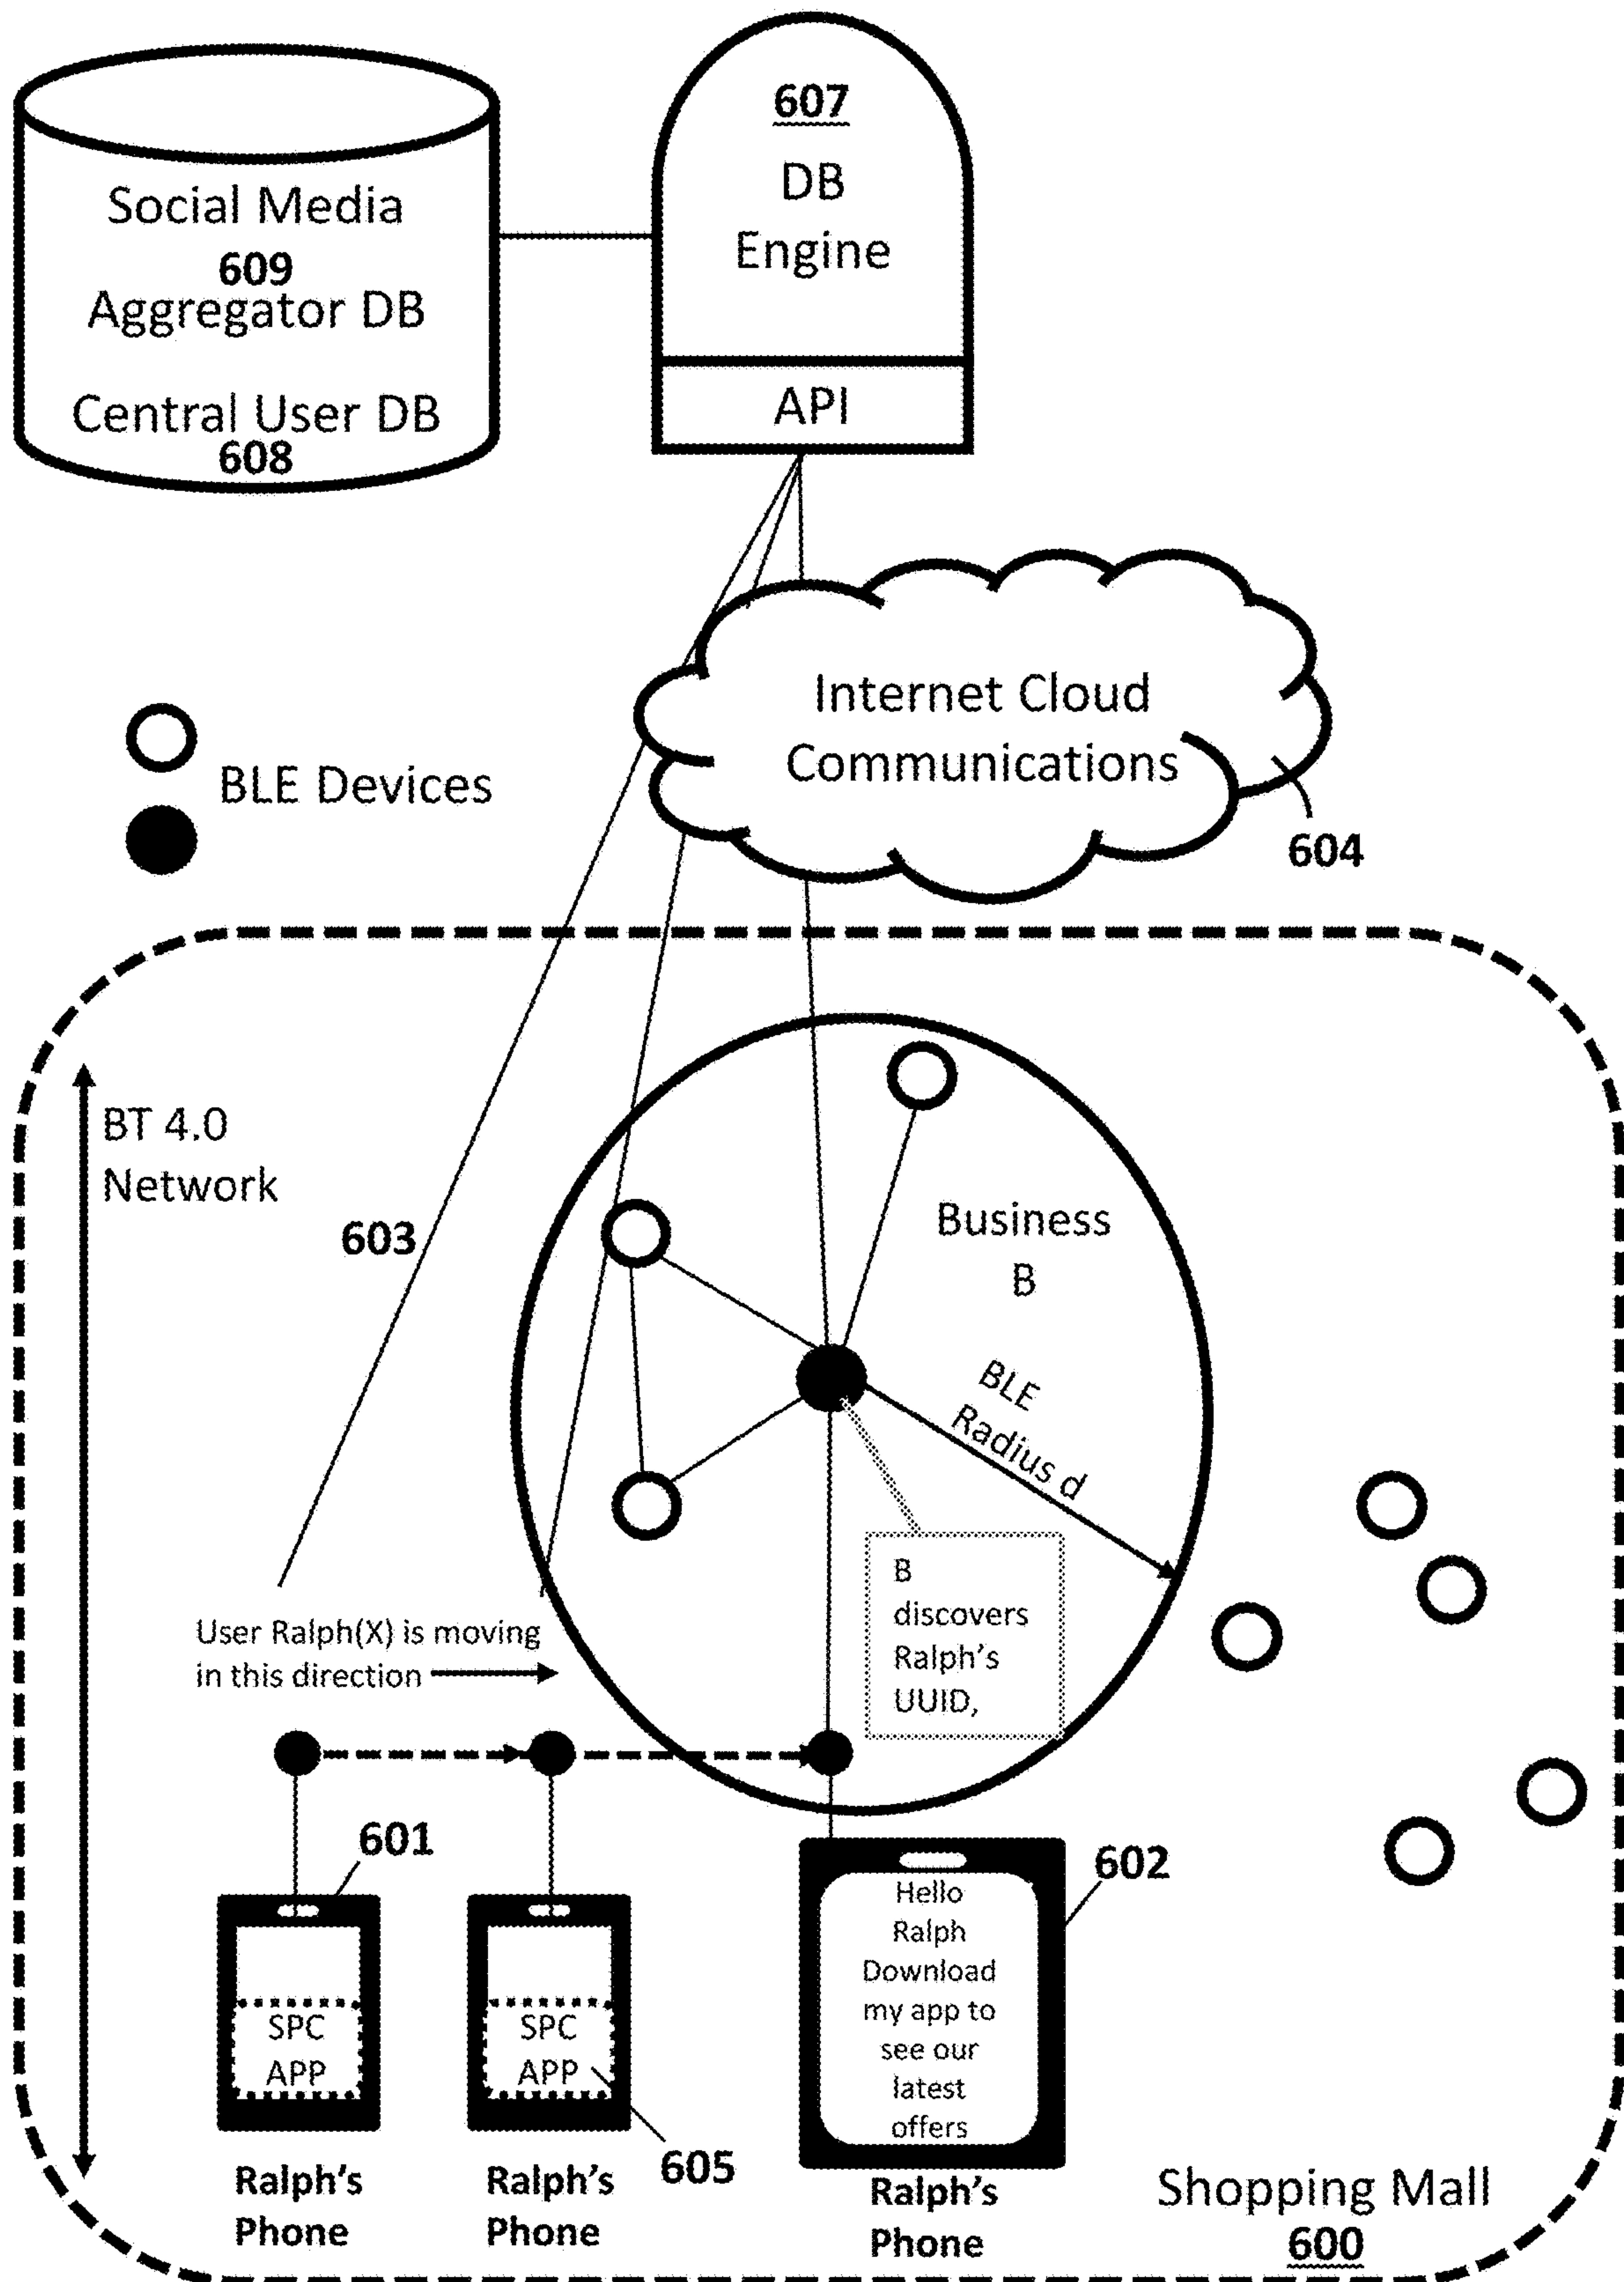 607
DB
Engine
API
Social Media
609
Aggregator DB
Central User DB
608
Internet Cloud
Communications
604
BLE Devices
BT 4.0
Network
603
Business
B
BLE
Radius d
B
discovers
Ralph's
UUID,
User Ralph(X) is moving
in this direction
601
602
SPC
APP
SPC
APP
605
Hello
Ralph
Download
my app to
see our
latest
offers
Ralph's
Phone
Ralph's
Phone
Ralph's
Phone
Shopping Mall
600